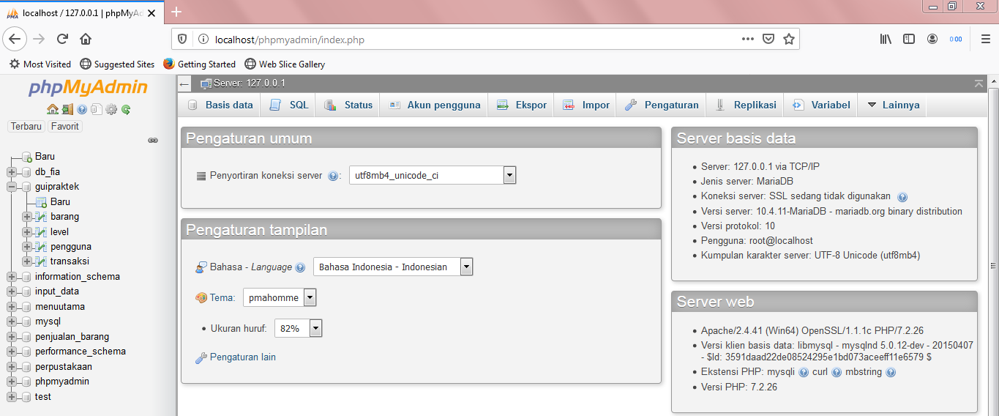 localhost / 127.0.0.1 | phpMyAd
localhost/phpmyadmin/index.php
0:00
Most Visited
Suggested Sites
Getting Started
Web Slice Gallery
phpMyAdmin
Terbaru
Favorit
Baru
db_fia
guipraktek
Baru
barang
level
pengguna
transaksi
information_schema
input_data
menuutama
mysql
penjualan_barang
performance_schema
perpustakaan
phpmyadmin
test
Server: 127.0.0.1
Basis data
SQL
Status
Akun pengguna
Ekspor
Impor
Pengaturan
Replikasi
Variabel
Lainnya
Pengaturan umum
Penyortiran koneksi server :
utf8mb4_unicode_ci
Pengaturan tampilan
Bahasa - Language
Bahasa Indonesia - Indonesian
Tema:
pmahomme
• Ukuran huruf:
82%
Pengaturan lain
Server basis data
• Server: 127.0.0.1 via TCP/IP
• Jenis server: MariaDB
• Koneksi server: SSL sedang tidak digunakan
• Versi server: 10.4.11-MariaDB - mariadb.org binary distribution
• Versi protokol: 10
• Pengguna: root@localhost
• Kumpulan karakter server: UTF-8 Unicode (utf8mb4)
Server web
• Apache/2.4.41 (Win64) OpenSSL/1.1.1c PHP/7.2.26
• Versi klien basis data: libmysql - mysqlnd 5.0.12-dev - 20150407
- $Id: 3591daad22de08524295e1bd073aceeff11e6579 $
• Ekstensi PHP: mysqli curl mbstring
• Versi PHP: 7.2.26